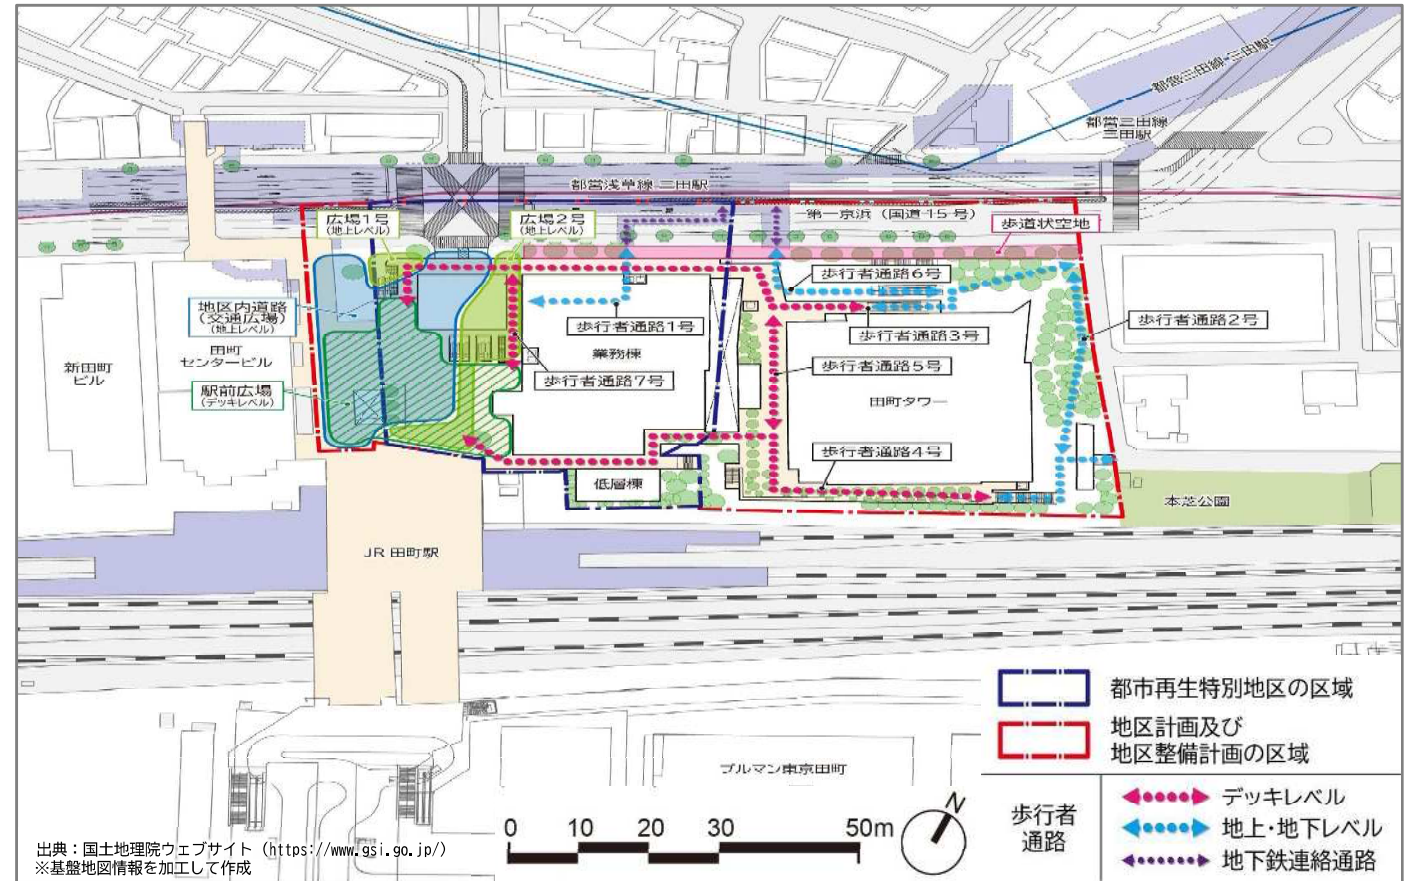 都営三田線 三田駅
都営三田線
三田駅
都営浅草線 三田駅
広場1号
(地上レベル)
広場2号
(地上レベル)
第一京浜（国道15号）
歩道状空地
歩行者通路6号
地区内道路
(交通広場)
(地上レベル)
歩行者通路1号
歩行者通路3号
歩行者通路2号
新田町
ビル
田町
センタービル
業務棟
歩行者通路5号
駅前広場
(デッキレベル)
歩行者通路7号
田町タワー
歩行者通路4号
低層棟
本芝公園
JR 田町駅
都市再生特別地区の区域
地区計画及び
地区整備計画の区域
プルマン東京田町
歩行者
通路
デッキレベル
地上・地下レベル
地下鉄連絡通路
N
0 10 20 30 50m
出典：国土地理院ウェブサイト（https://www.gsi.go.jp/）
※基盤地図情報を加工して作成